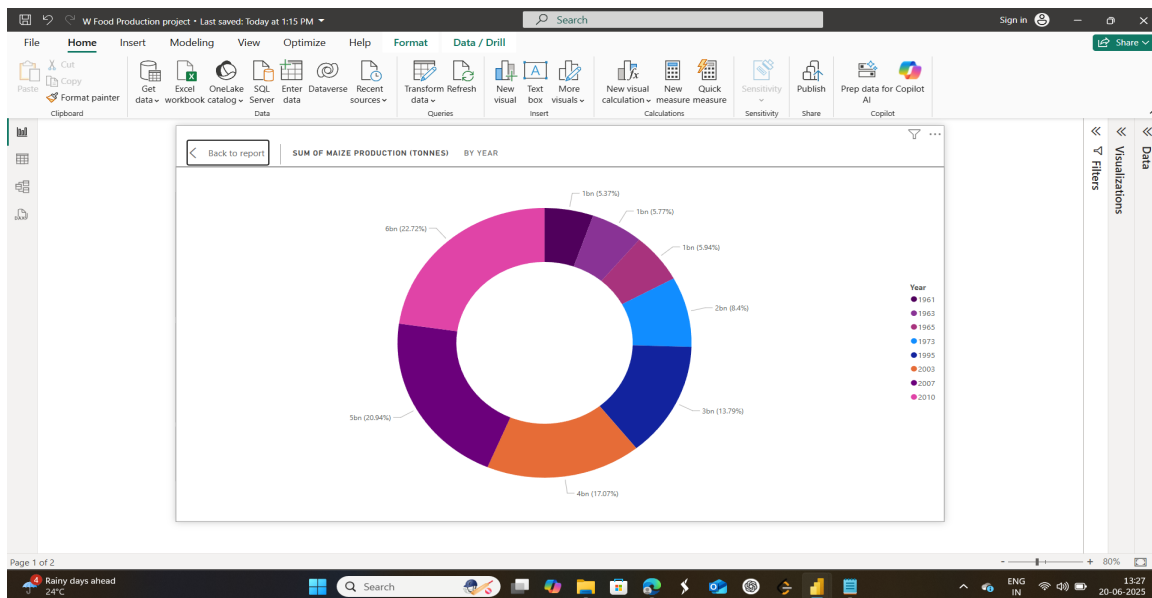 W Food Production project • Last saved: Today at 1:15 PM
Search
Sign in
File Home Insert Modeling View Optimize Help Format Data / Drill
Share
Paste
Cut
Copy
Format painter
Clipboard
Get data
Excel workbook
OneLake catalog
SQL Server
Enter data
Dataverse
Recent sources
Data
Transform data
Refresh
Queries
New visual
Text box
More visuals
Insert
New visual calculation
New measure
Quick measure
Calculations
Sensitivity
Sensitivity
Publish
Share
Prep data for AI
Copilot
Copilot
Back to report
SUM OF MAIZE PRODUCTION (TONNES) BY YEAR
1bn (5.37%)
1bn (5.77%)
1bn (5.94%)
2bn (8.4%)
3bn (13.79%)
4bn (17.07%)
5bn (20.94%)
6bn (22.72%)
Year
1961
1963
1965
1973
1995
2003
2007
2010
Filters
Visualizations
Data
Page 1 of 2
- + 80%
4
Rainy days ahead
24°C
Search
ENG
IN
13:27
20-06-2025